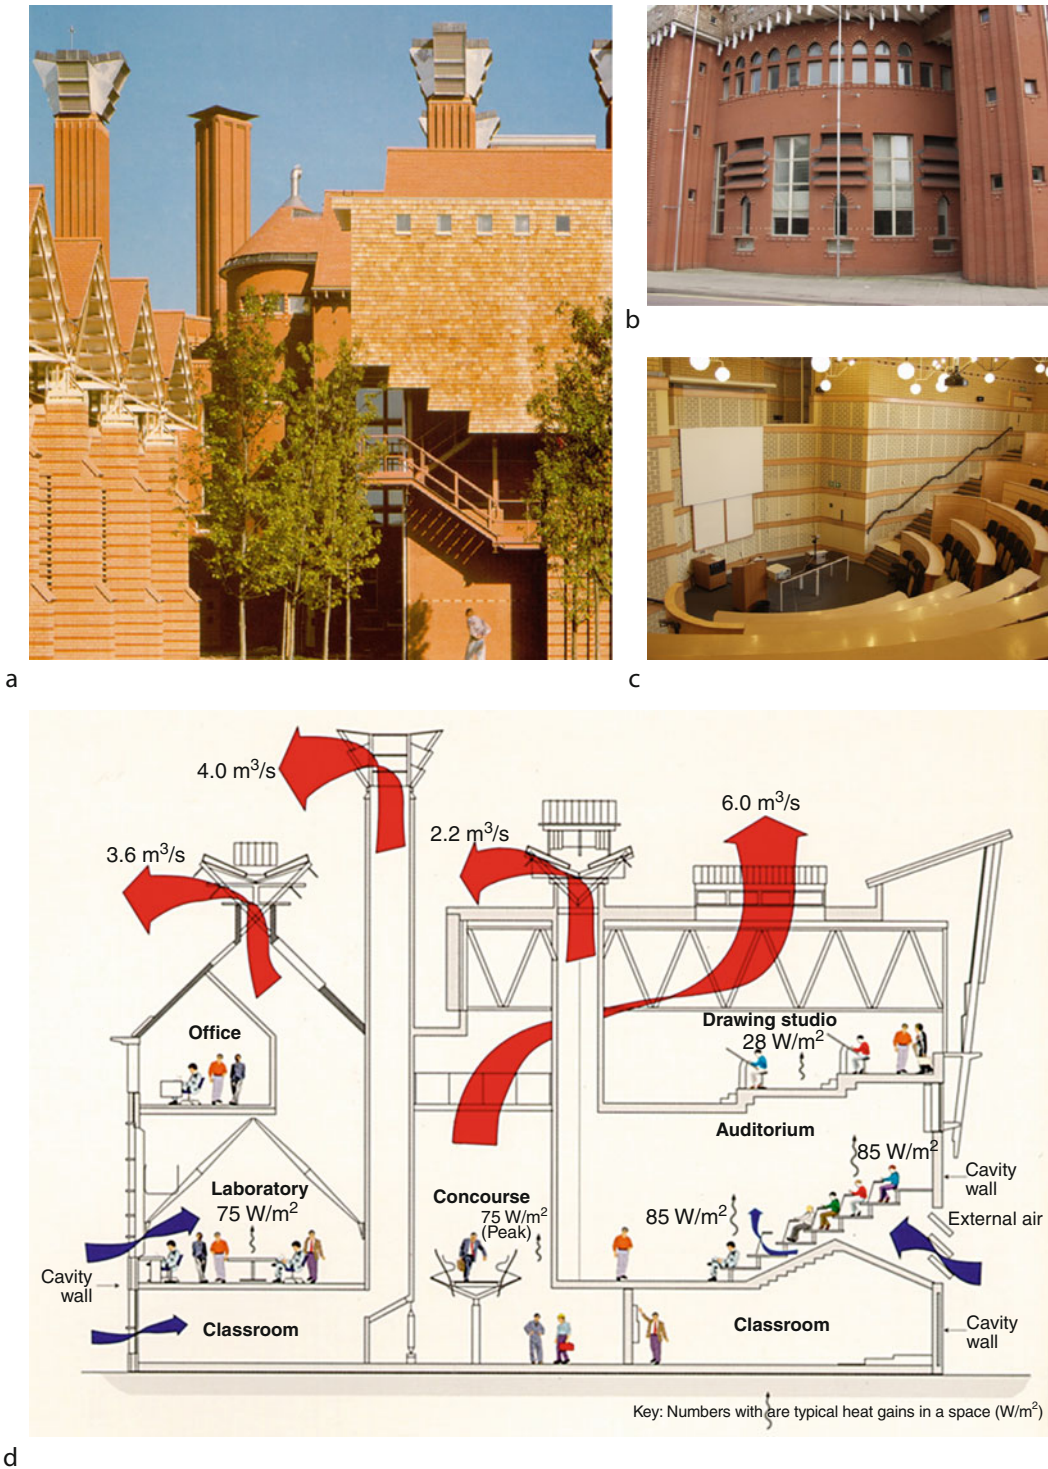 a
b
c
4.0 m³/s
6.0 m³/s
2.2 m³/s
3.6 m³/s
Office
Drawing studio
28 W/m²
Auditorium
85 W/m²
Cavity
wall
Laboratory
75 W/m²
Concourse
75 W/m²
(Peak)
85 W/m²
External air
Cavity
wall
Classroom
Classroom
Cavity
wall
Key: Numbers with are typical heat gains in a space (W/m²)
d